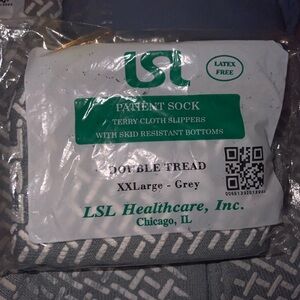 LSL
LATEX
FREE
PATIENT SOCK
TERRY CLOTH SLIPPERS
WITH SKID RESISTANT BOTTOMS
DOUBLE TREAD
XXLarge - Grey
LSL Healthcare, Inc.
Chicago, IL